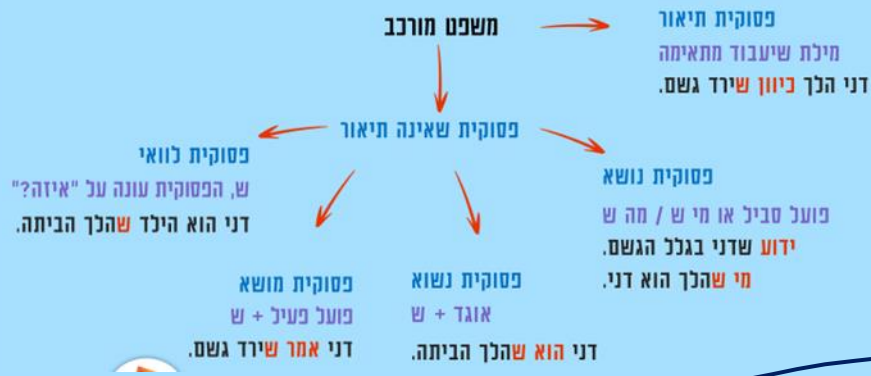 משפט מורכב
פסוקית תיאור
מילת שיעבוד מתאימה
דני הלך כיוון שירד גשם.
פסוקית שאינה תיאור
פסוקית נושא
פועל סביל או מי ש / מה ש
ידוע שדני בגלל הגשם.
מי שהלך הוא דני.
פסוקית נשוא
אוגד + ש
דני הוא שהלך הביתה.
פסוקית מושא
פועל פעיל + ש
דני אמר שירד גשם.
פסוקית לוואי
ש, הפסוקית עונה על "איזה?"
דני הוא הילד שהלך הביתה.